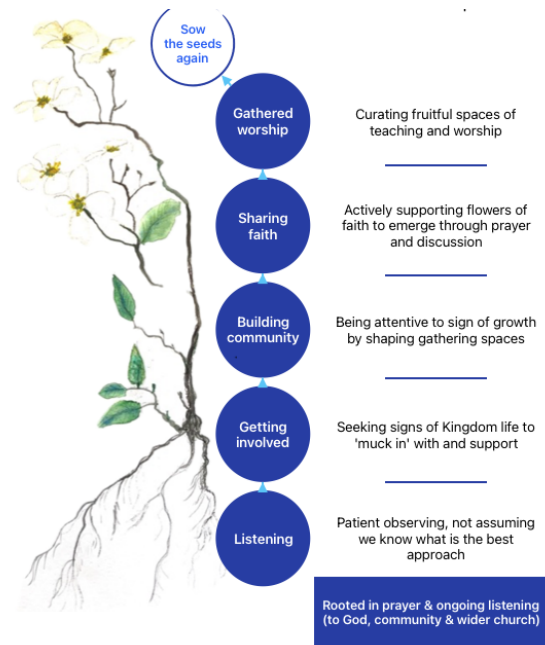 Sow
the seeds
again
Gathered
worship
Curating fruitful spaces of
teaching and worship
Sharing
faith
Actively supporting flowers of
faith to emerge through prayer
and discussion
Building
community
Being attentive to sign of growth
by shaping gathering spaces
Getting
involved
Seeking signs of Kingdom life to
'muck in' with and support
Listening
Patient observing, not assuming
we know what is the best
approach
Rooted in prayer & ongoing listening
(to God, community & wider church)